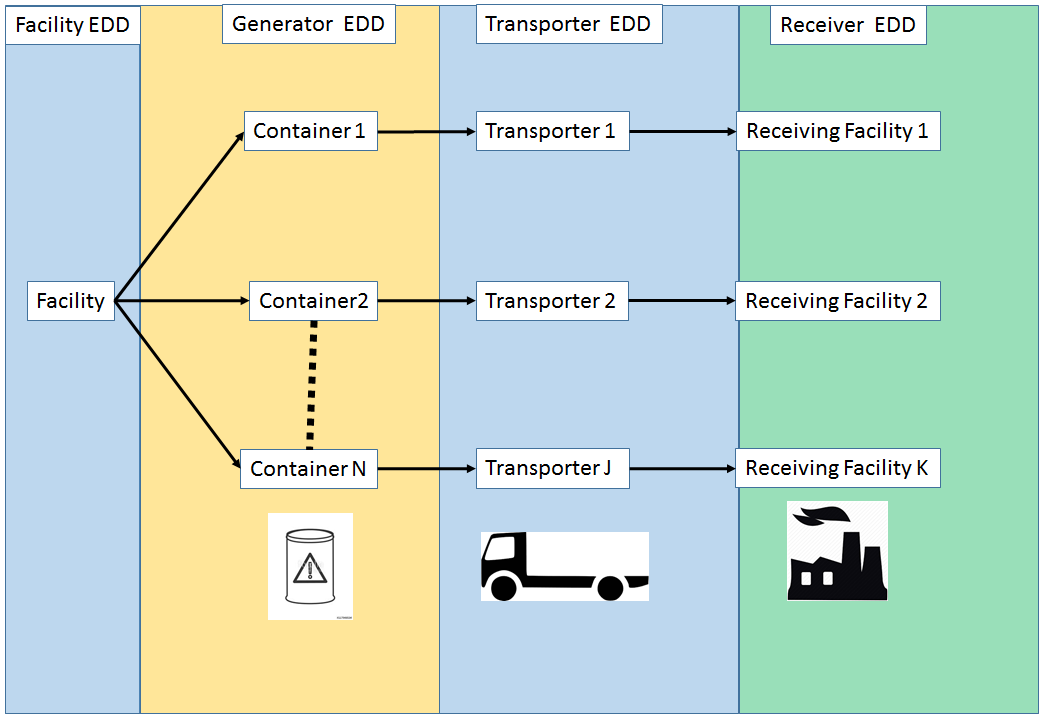 Facility EDD
Generator EDD
Transporter EDD
Receiver EDD
Container 1
Transporter 1
Receiving Facility 1
Facility
Container2
Transporter 2
Receiving Facility 2
Container N
Transporter J
Receiving Facility K